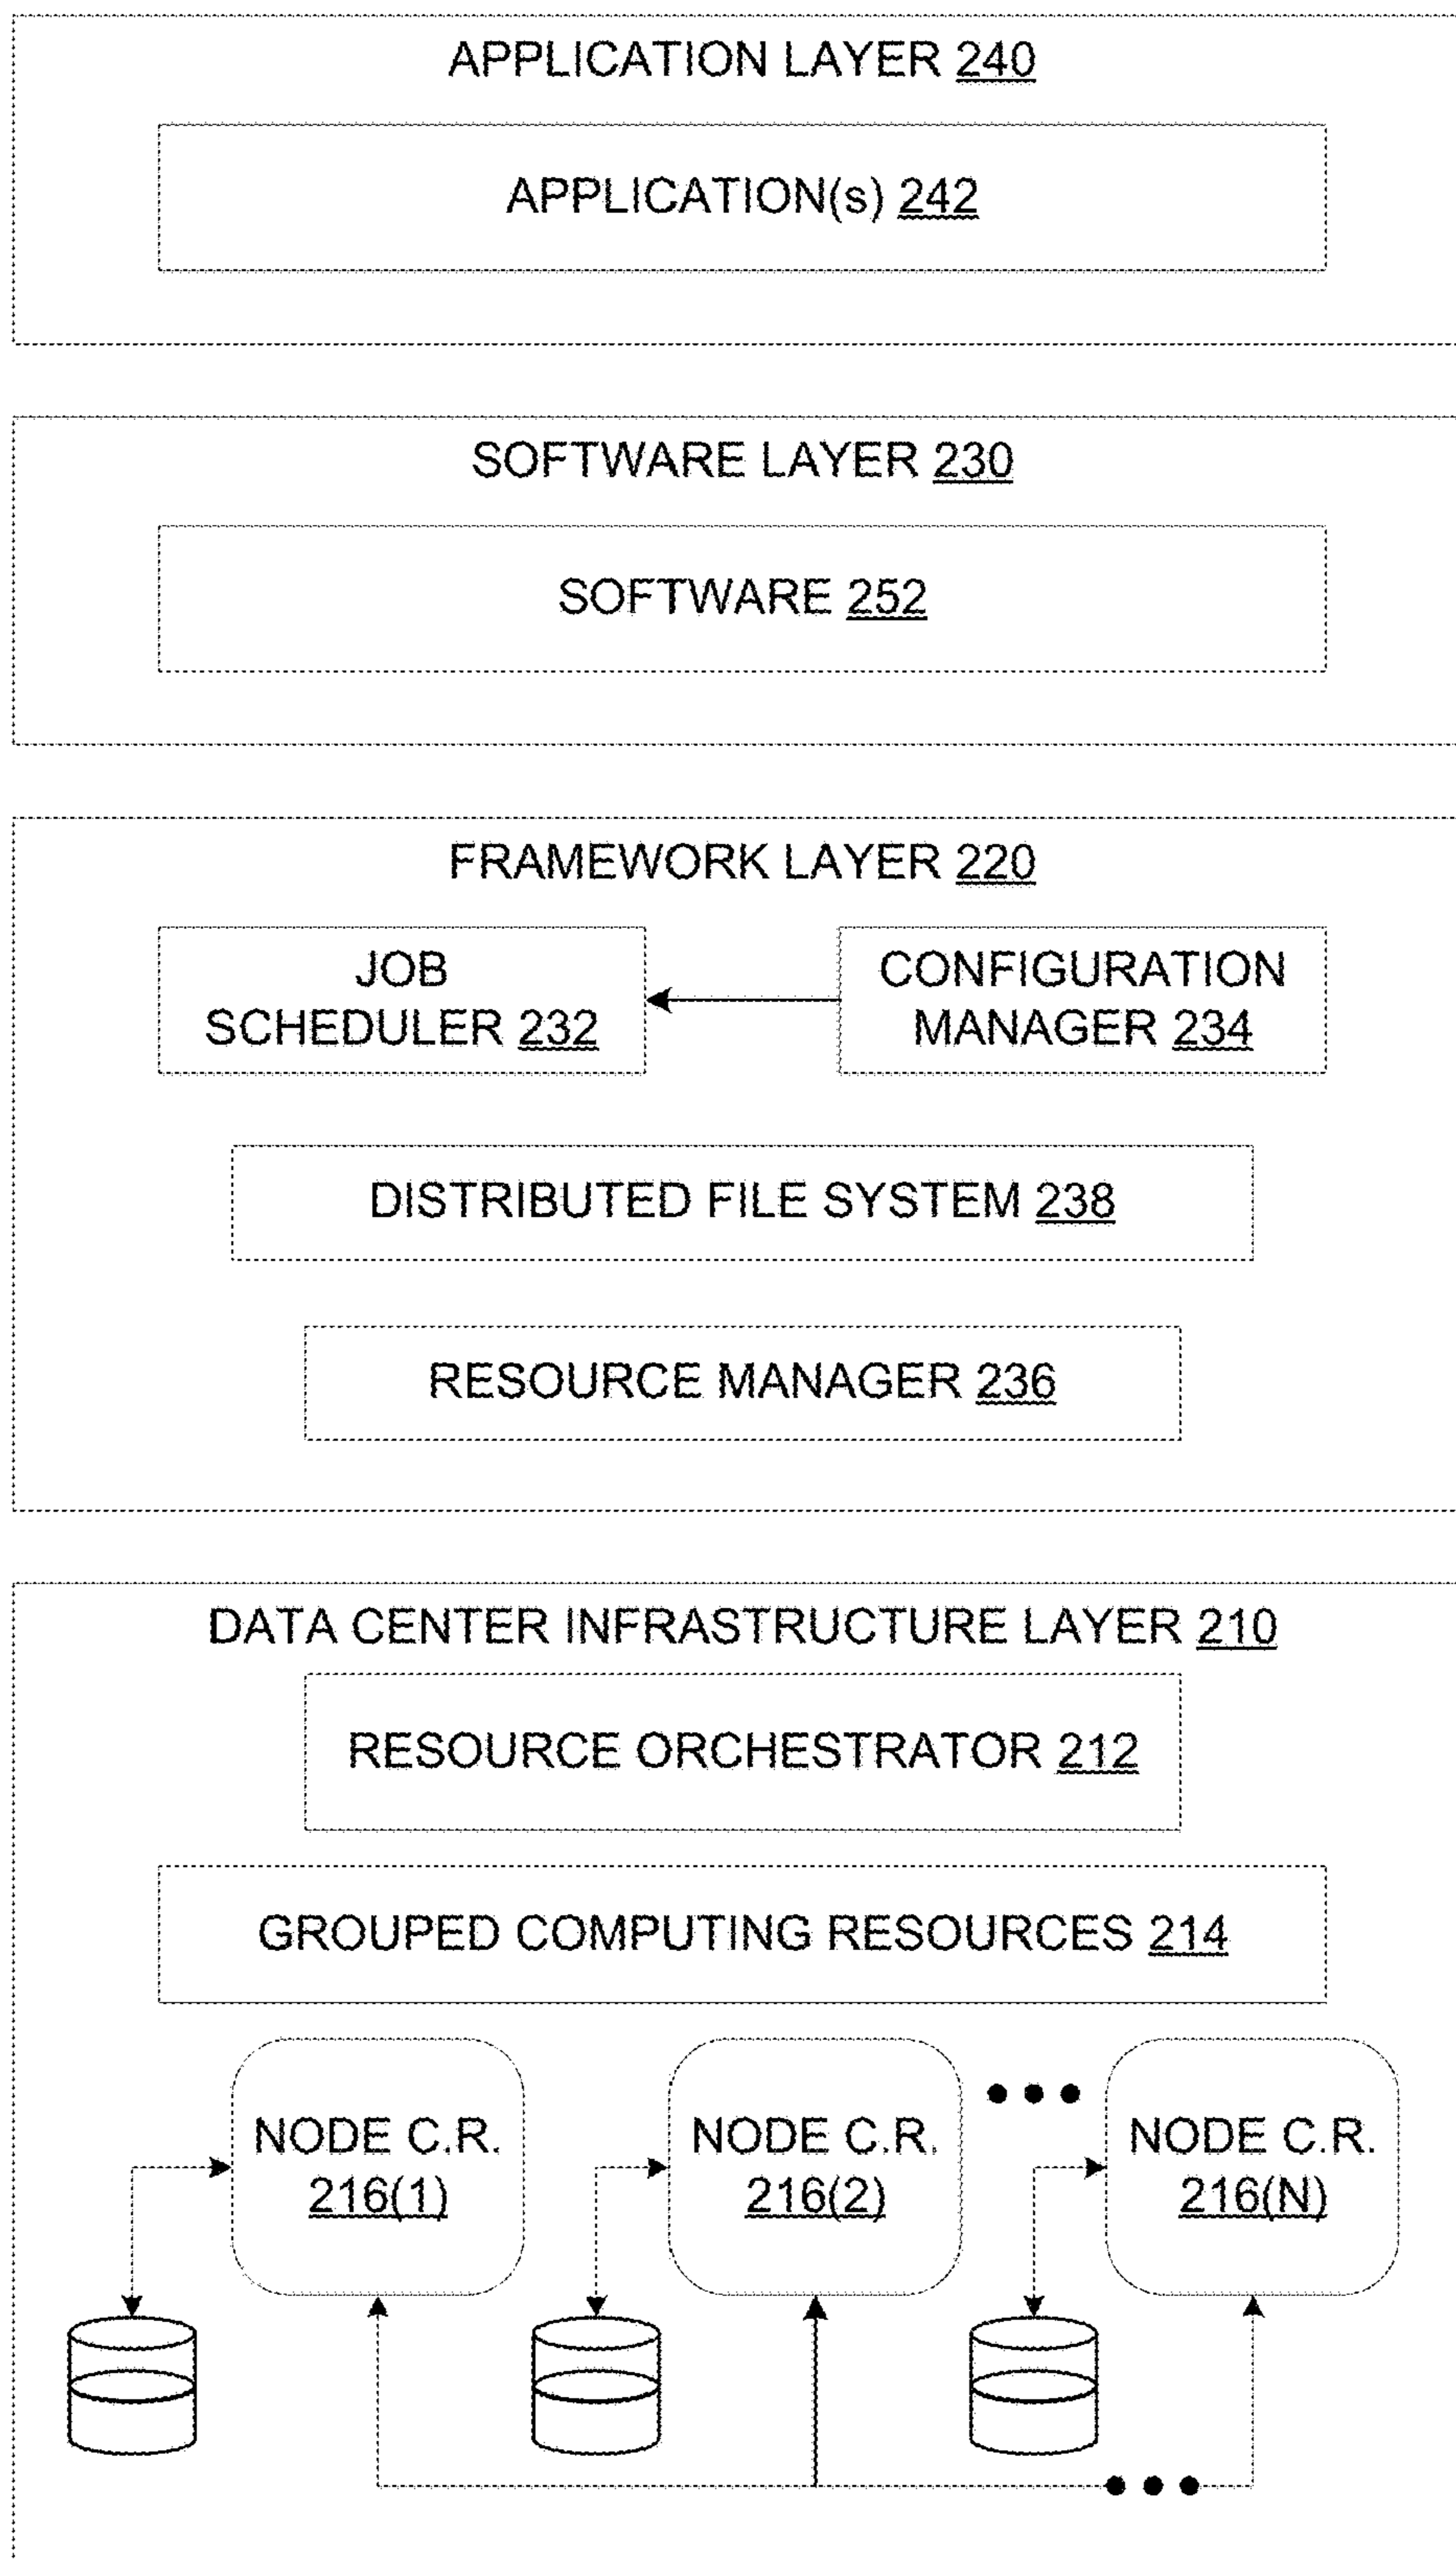 APPLICATION LAYER 240
APPLICATION(s) 242
SOFTWARE LAYER 230
SOFTWARE 252
FRAMEWORK LAYER 220
JOB
SCHEDULER 232
CONFIGURATION
MANAGER 234
DISTRIBUTED FILE SYSTEM 238
RESOURCE MANAGER 236
DATA CENTER INFRASTRUCTURE LAYER 210
RESOURCE ORCHESTRATOR 212
GROUPED COMPUTING RESOURCES 214
NODE C.R.
216(1)
NODE C.R.
216(2)
NODE C.R.
216(N)